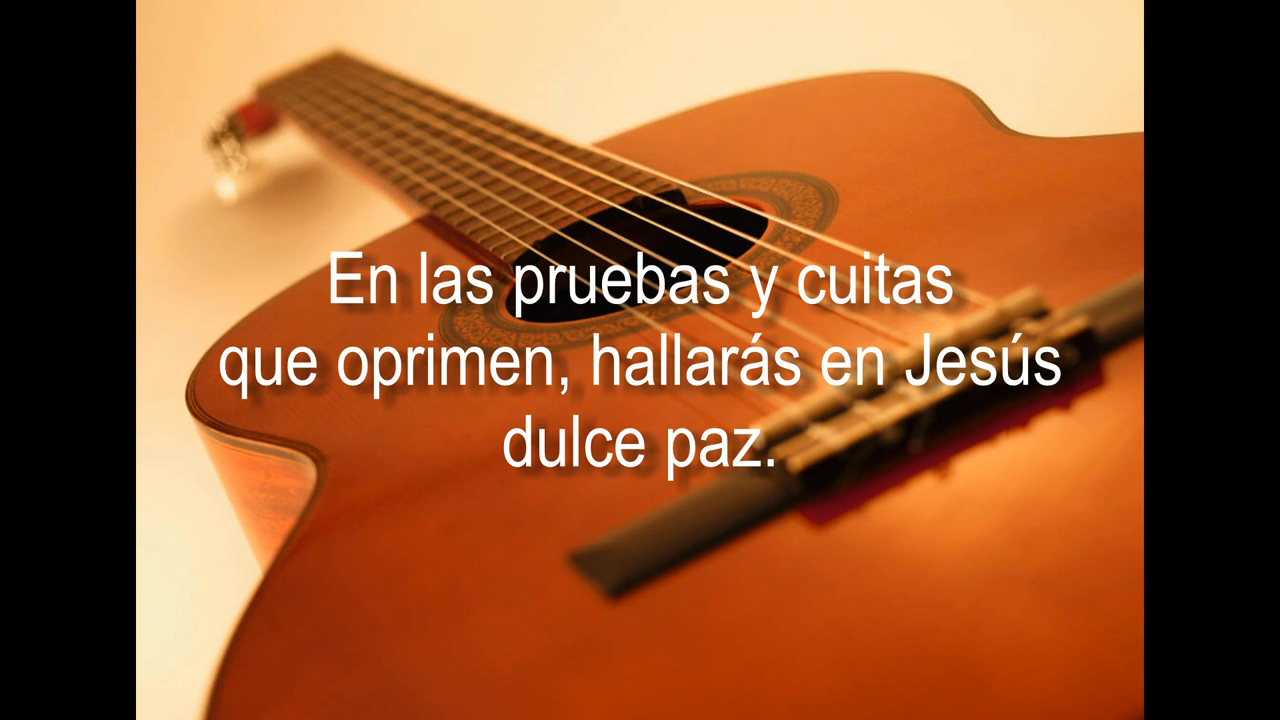 En las pruebas y cuitas
que oprimen, hallarás en Jesús
dulce paz.